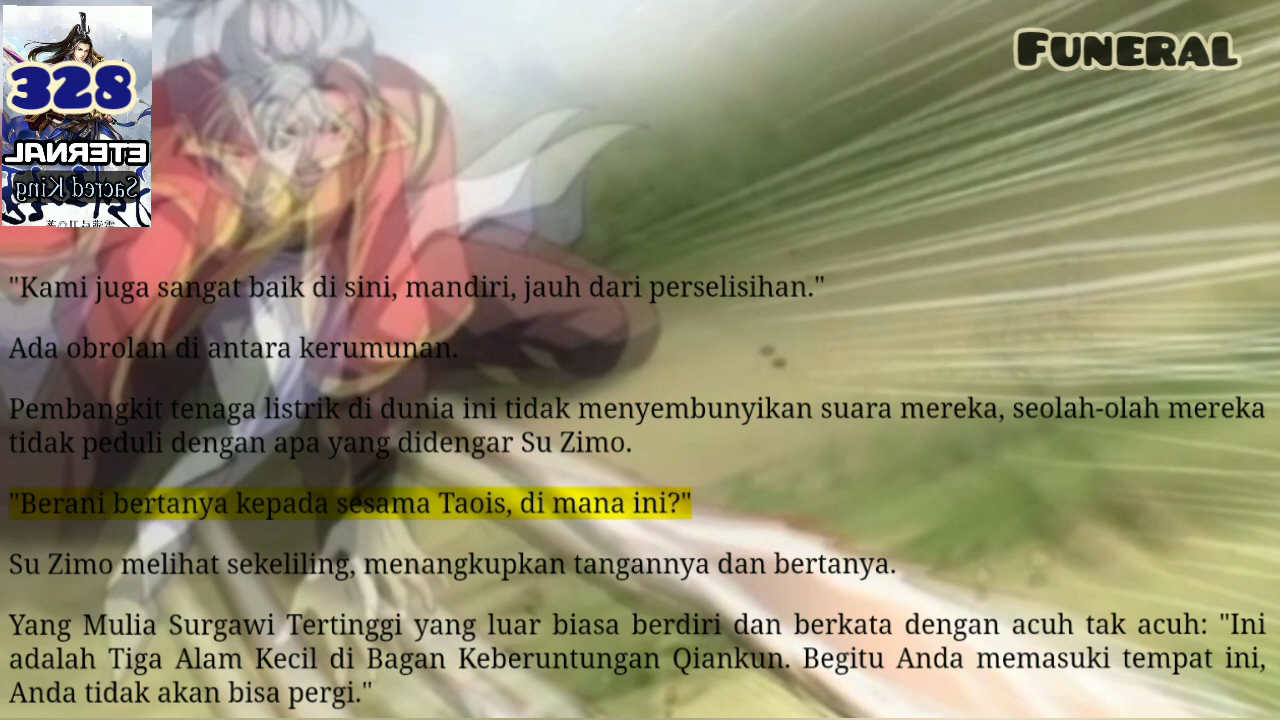 328
ETERNAL
Sacred King
FUNERAL
"Kami juga sangat baik di sini, mandiri, jauh dari perselisihan."
Ada obrolan di antara kerumunan.
Pembangkit tenaga listrik di dunia ini tidak menyembunyikan suara mereka, seolah-olah mereka
tidak peduli dengan apa yang didengar Su Zimo.
"Berani bertanya kepada sesama Taois, di mana ini?"
Su Zimo melihat sekeliling, menangkupkan tangannya dan bertanya.
Yang Mulia Surgawi Tertinggi yang luar biasa berdiri dan berkata dengan acuh tak acuh: "Ini
adalah Tiga Alam Kecil di Bagan Keberuntungan Qiankun. Begitu Anda memasuki tempat ini,
Anda tidak akan bisa pergi."